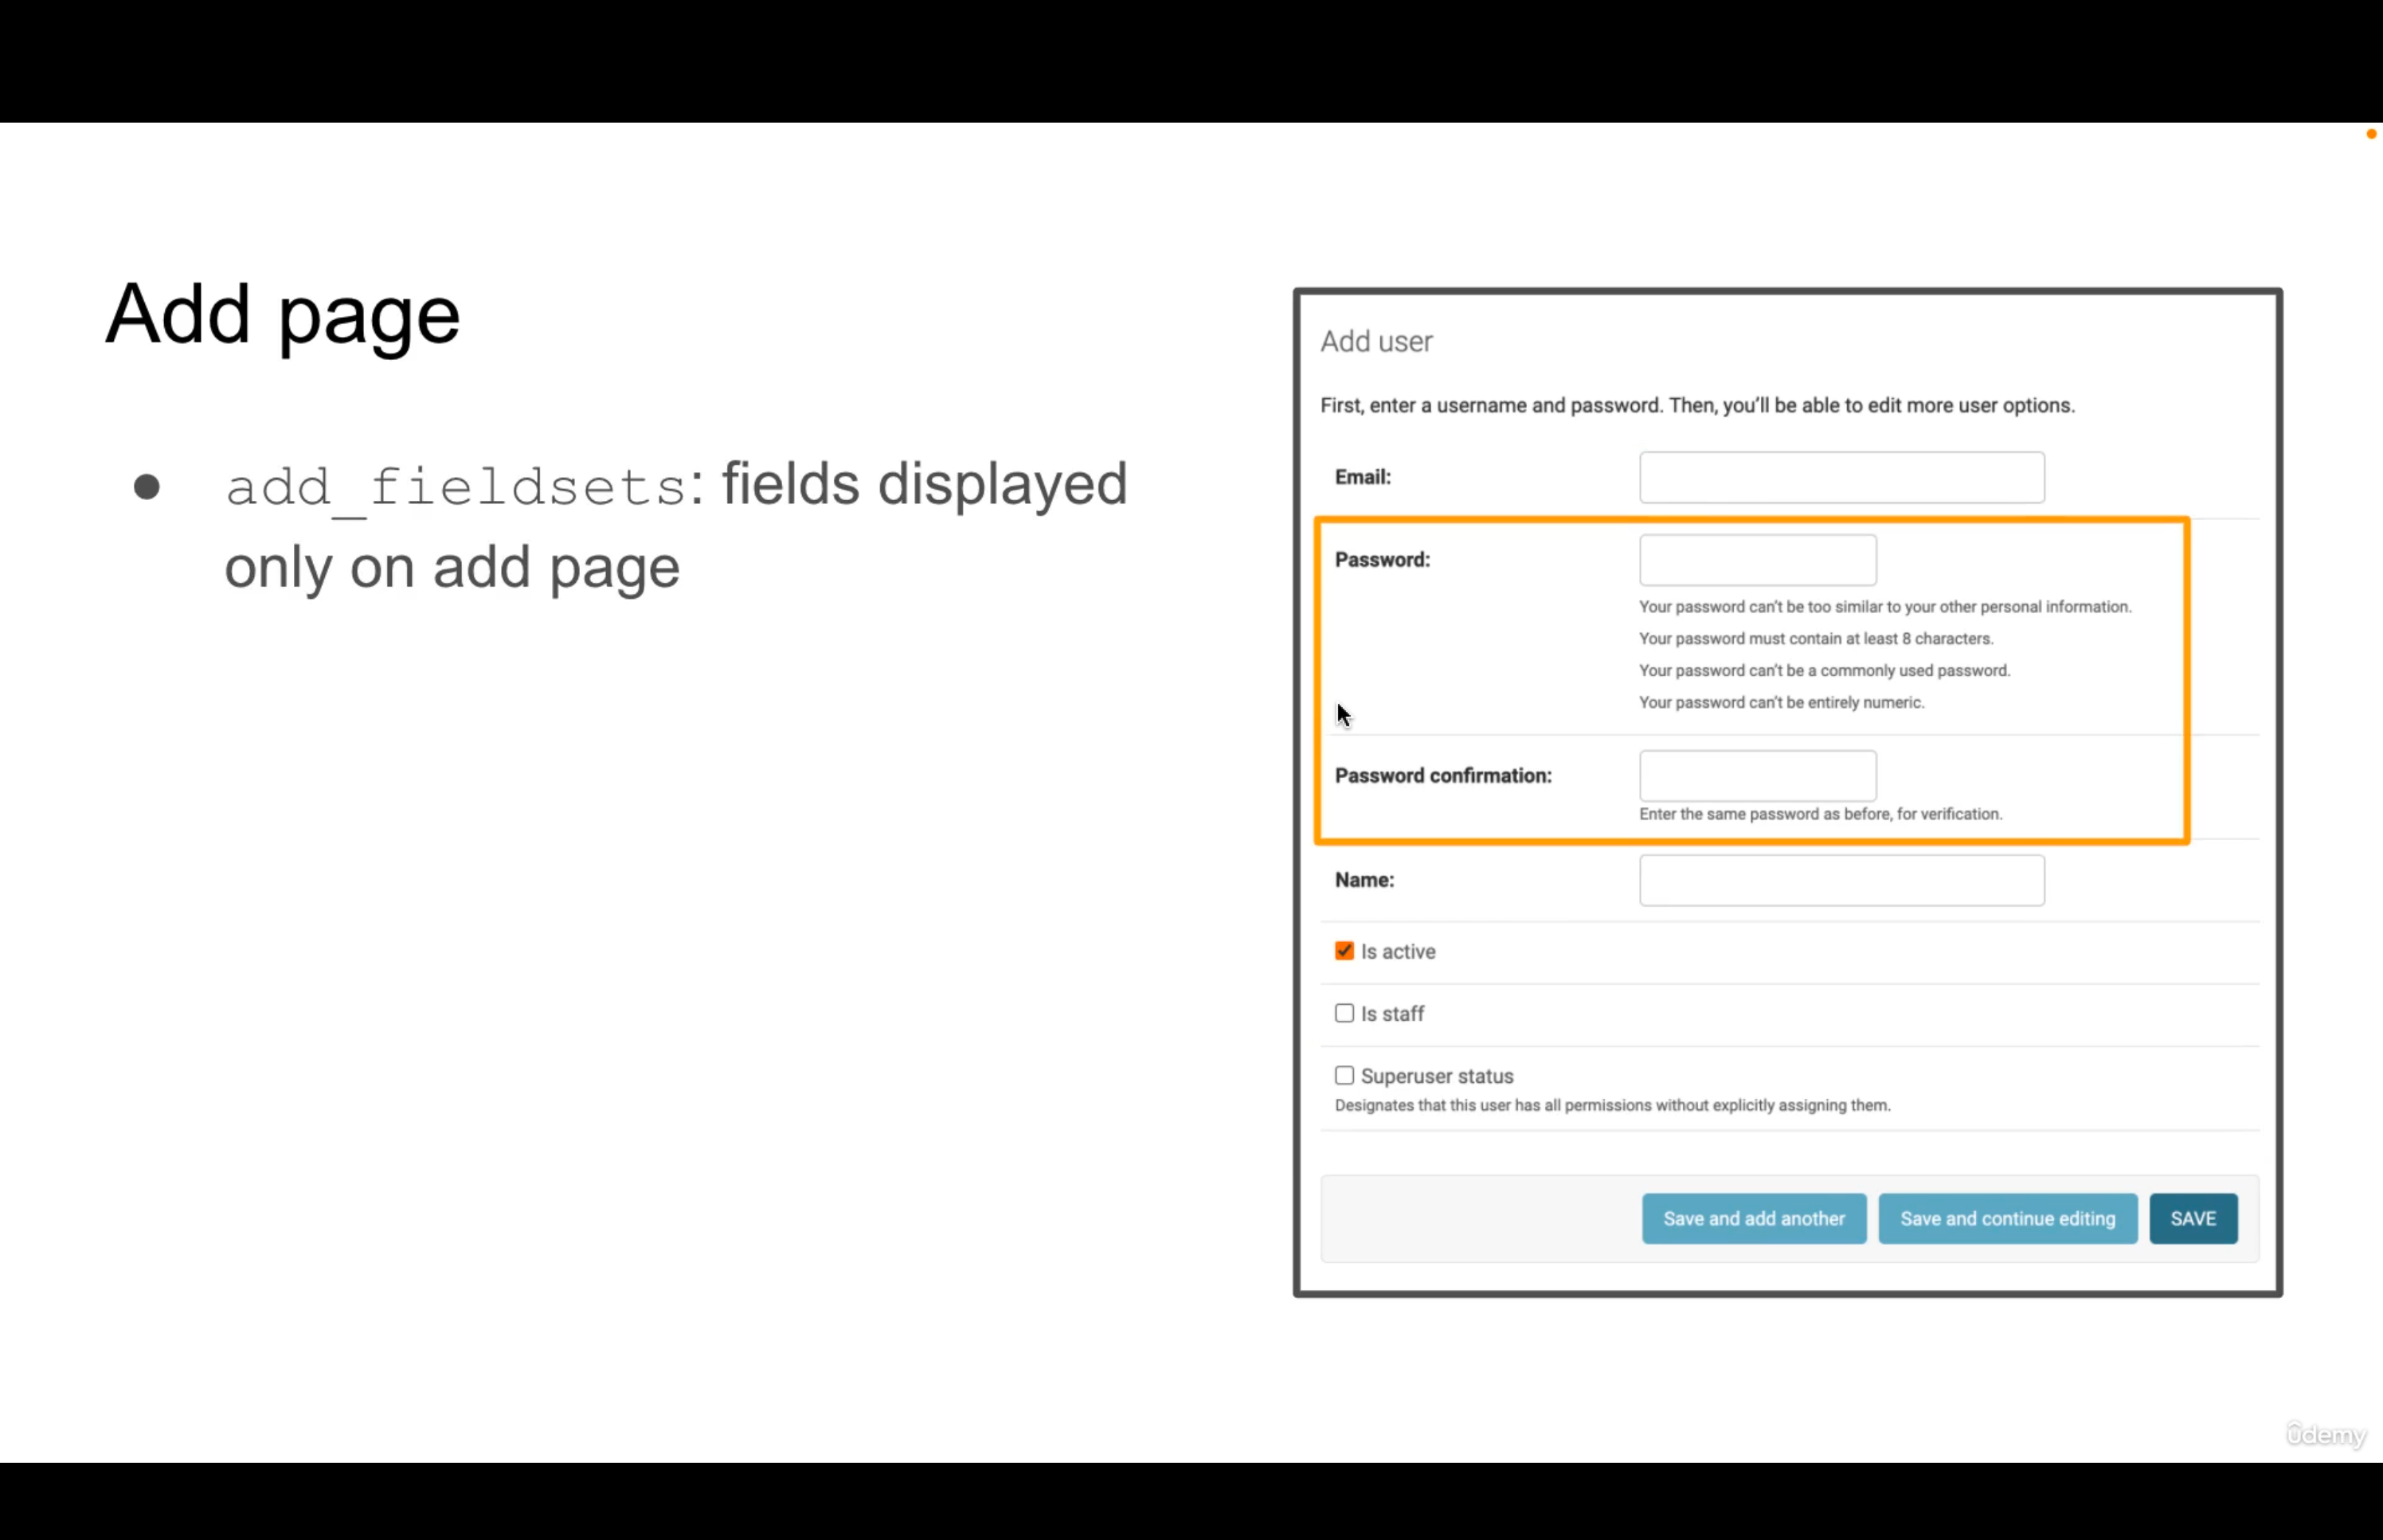 Add page
● add_fieldsets: fields displayed
only on add page
Add user
First, enter a username and password. Then, you'll be able to edit more user options.
Email:
Password:
Your password can't be too similar to your other personal information.
Your password must contain at least 8 characters.
Your password can't be a commonly used password.
Your password can't be entirely numeric.
Password confirmation:
Enter the same password as before, for verification.
Name:
Is active
Is staff
Superuser status
Designates that this user has all permissions without explicitly assigning them.
Save and add another Save and continue editing SAVE
ûdemy